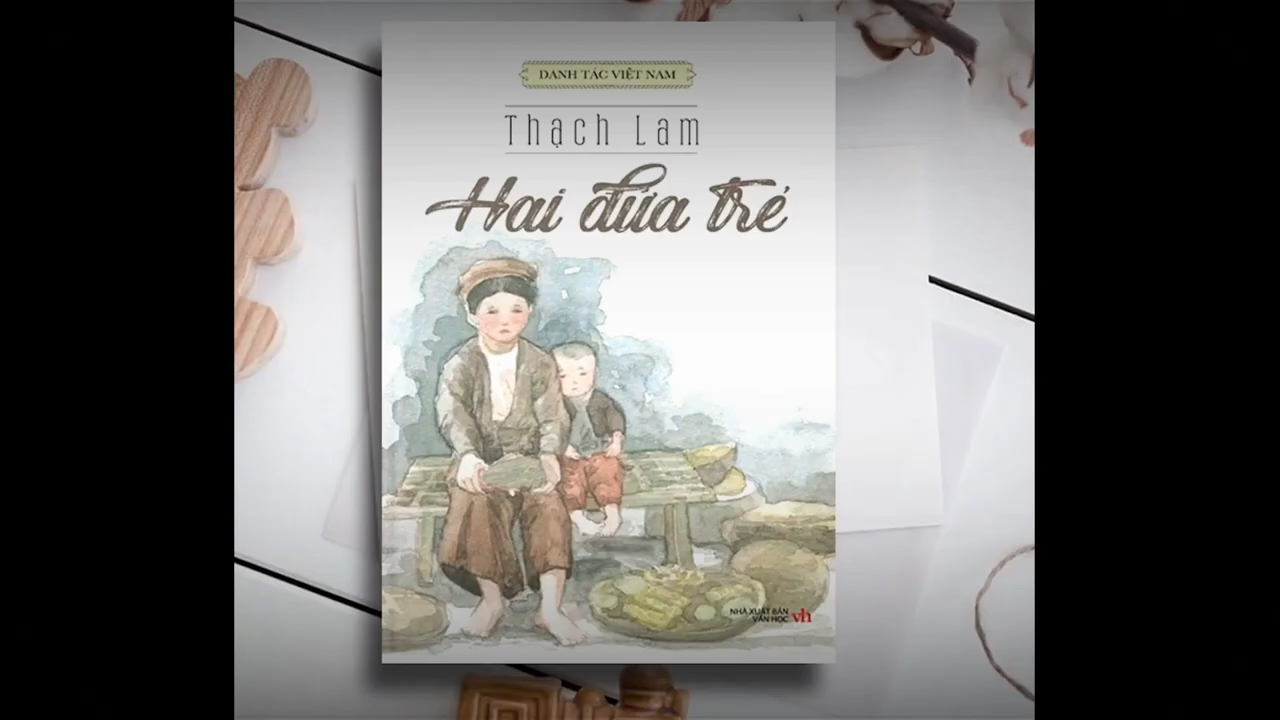 DANH TÁC VIỆT NAM
Thạch Lam
Hai đứa trẻ
NHÀ XUẤT BẢN
VĂN HỌC vh